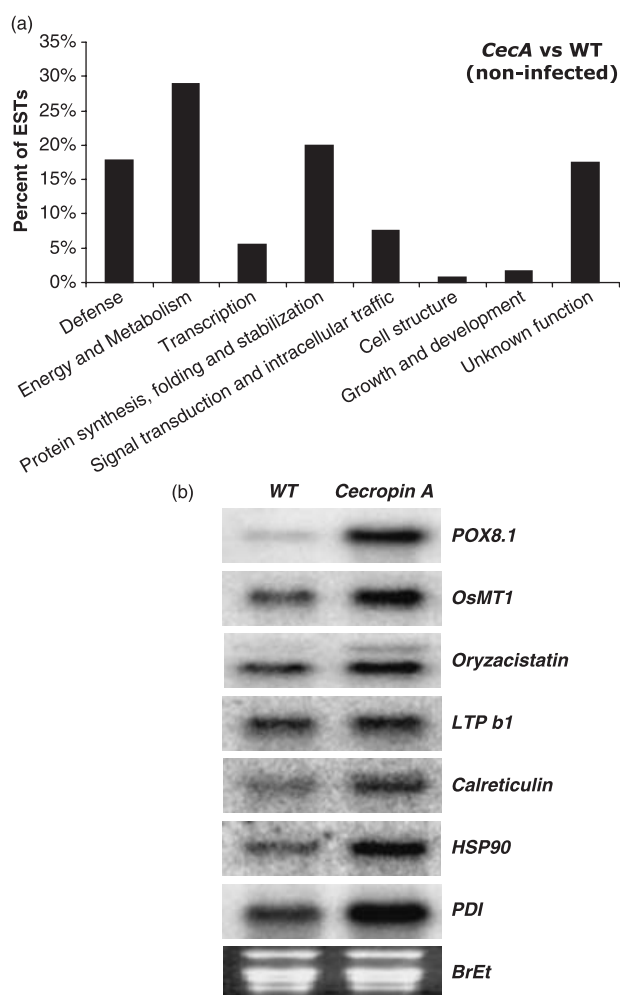 (a)
35%
30%
25%
20%
15%
10%
5%
0%
Percent of ESTs
CecA vs WT
(non-infected)
Defense
Energy and Metabolism
Transcription
Protein synthesis, folding and stabilization
Signal transduction and intracellular traffic
Cell structure
Growth and development
Unknown function
(b)
WT Cecropin A
POX8.1
OsMT1
Oryzacistatin
LTP b1
Calreticulin
HSP90
PDI
BrEt